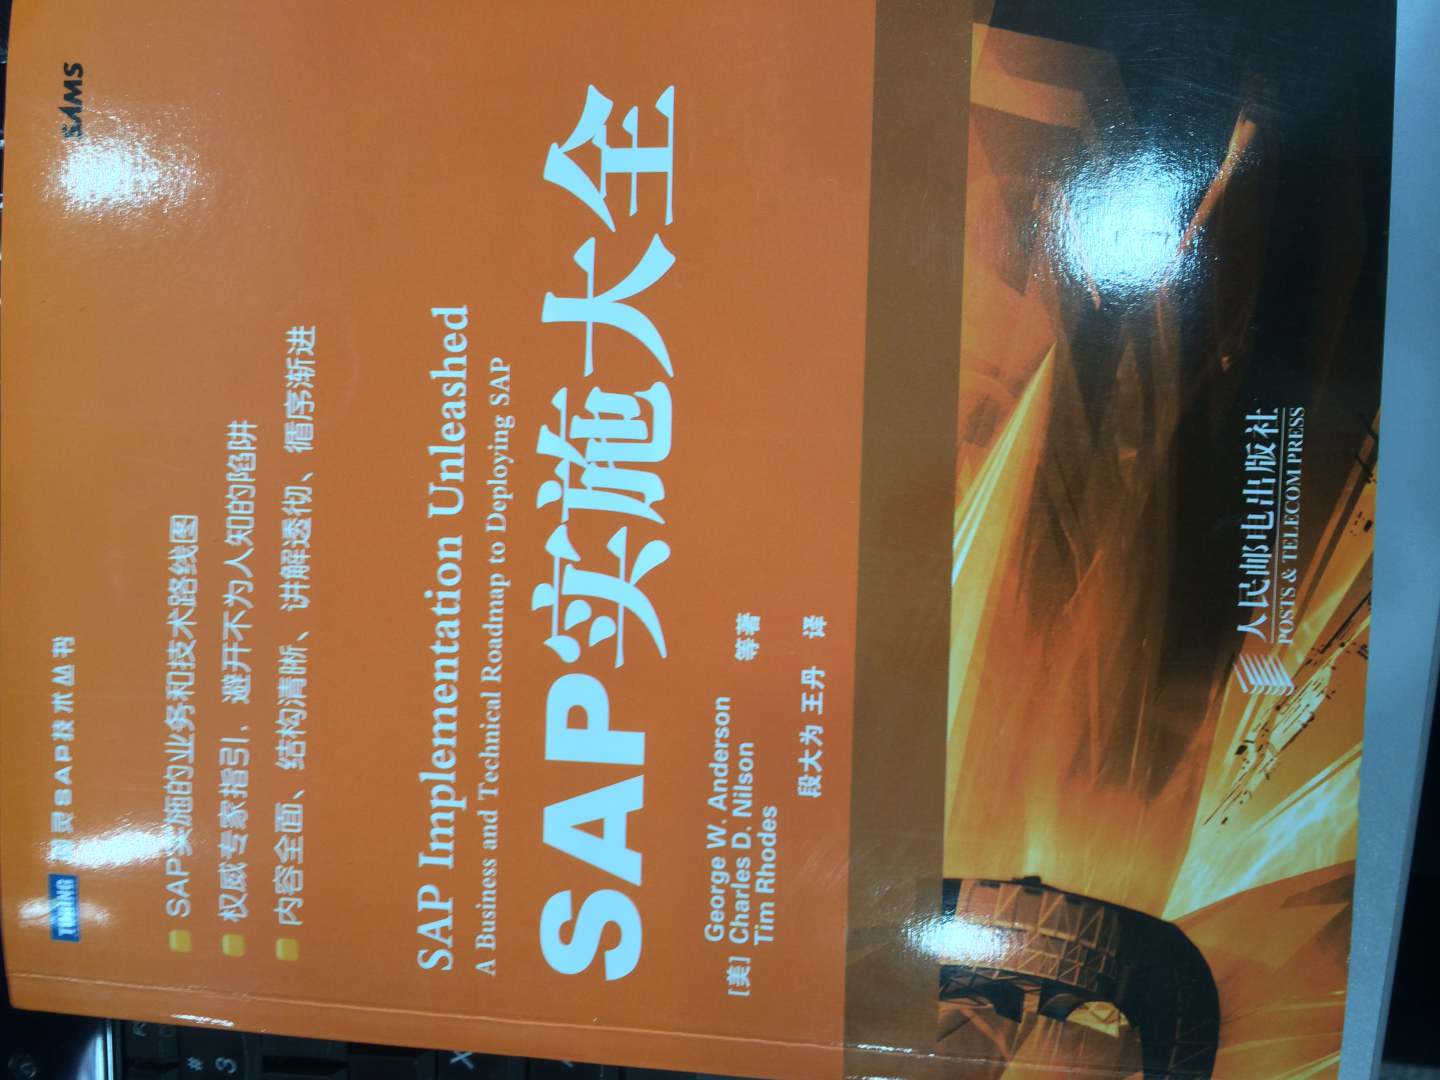 TURING 图灵SAP技术丛书
SAMS
SAP实施的业务和技术路线图
权威专家指引，避开不为人知的陷阱
内容全面、结构清晰、讲解透彻、循序渐进
SAP Implementation Unleashed
A Business and Technical Roadmap to Deploying SAP
SAP实施大全
George W. Anderson
[美] Charles D. Nilson 等著
Tim Rhodes
段大为 王丹 译
人民邮电出版社
POSTS & TELECOM PRESS
#
3
X